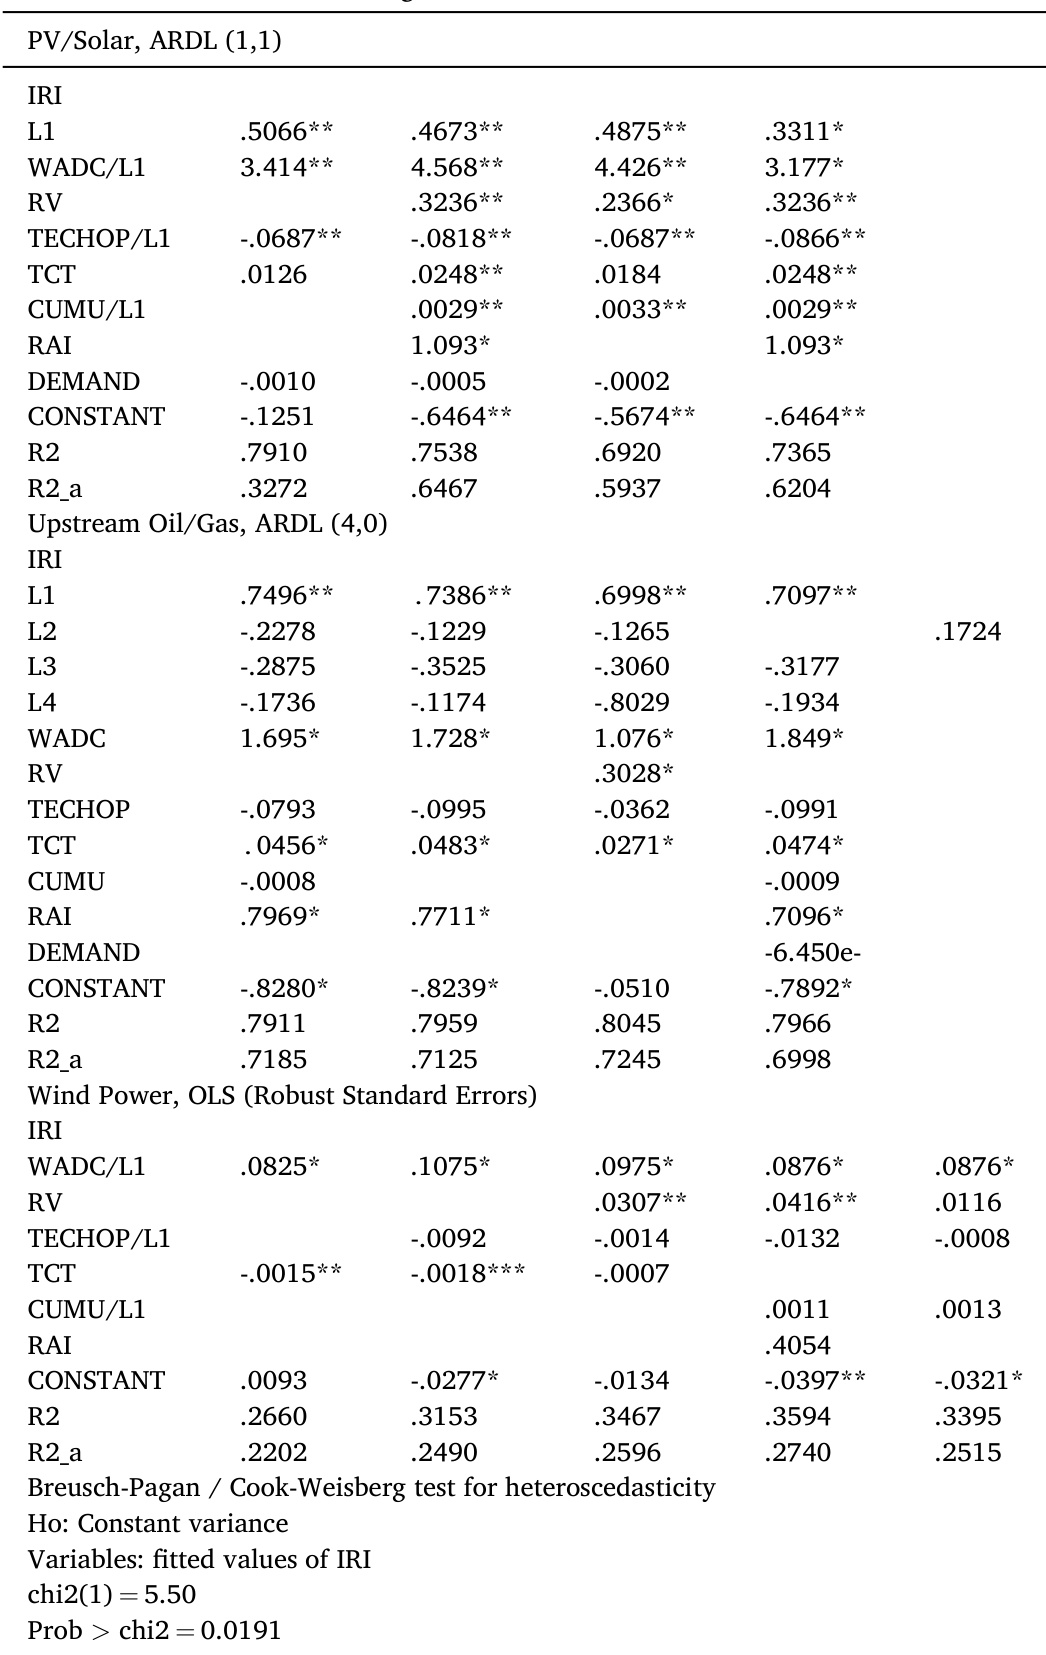 PV/Solar, ARDL (1,1)
IRI
L1 .5066** .4673** .4875** .3311*
WADC/L1 3.414** 4.568** 4.426** 3.177*
RV .3236** .2366* .3236**
TECHOP/L1 -.0687** -.0818** -.0687** -.0866**
TCT .0126 .0248** .0184 .0248**
CUMU/L1 .0029** .0033** .0029**
RAI 1.093* 1.093*
DEMAND -.0010 -.0005 -.0002
CONSTANT -.1251 -.6464** -.5674** -.6464**
R2 .7910 .7538 .6920 .7365
R2_a .3272 .6467 .5937 .6204
Upstream Oil/Gas, ARDL (4,0)
IRI
L1 .7496** .7386** .6998** .7097**
L2 -.2278 -.1229 -.1265 .1724
L3 -.2875 -.3525 -.3060 -.3177
L4 -.1736 -.1174 -.8029 -.1934
WADC 1.695* 1.728* 1.076* 1.849*
RV .3028*
TECHOP -.0793 -.0995 -.0362 -.0991
TCT .0456* .0483* .0271* .0474*
CUMU -.0008 -.0009
RAI .7969* .7711* .7096*
DEMAND -6.450e-
CONSTANT -.8280* -.8239* -.0510 -.7892*
R2 .7911 .7959 .8045 .7966
R2_a .7185 .7125 .7245 .6998
Wind Power, OLS (Robust Standard Errors)
IRI
WADC/L1 .0825* .1075* .0975* .0876* .0876*
RV .0307** .0416** .0116
TECHOP/L1 -.0092 -.0014 -.0132 -.0008
TCT -.0015** -.0018*** -.0007
CUMU/L1 .0011 .0013
RAI .4054
CONSTANT .0093 -.0277* -.0134 -.0397** -.0321*
R2 .2660 .3153 .3467 .3594 .3395
R2_a .2202 .2490 .2596 .2740 .2515
Breusch-Pagan / Cook-Weisberg test for heteroscedasticity
Ho: Constant variance
Variables: fitted values of IRI
chi2(1) = 5.50
Prob > chi2 = 0.0191